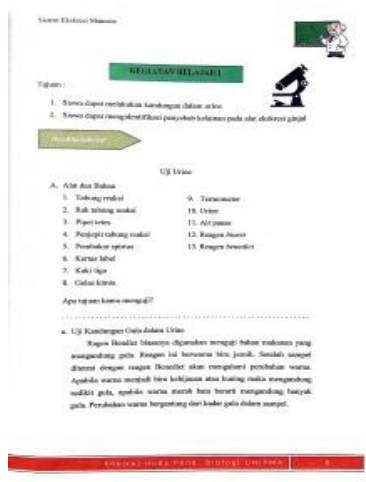 Sistem Ekskresi Manusia
KEGIATAN BELAJAR 1
Tujuan :
1. Siswa dapat melakukan kandungan dalam urine
2. Siswa dapat mengidentifikasi penyebab kelainan pada alat ekskresi ginjal
Uji Urine
A. Alat dan Bahan
1. Tabung reaksi
2. Rak tabung reaksi
3. Pipet tetes
4. Penjepit tabung reaksi
5. Pembakar spirtus
6. Kertas label
7. Kaki tiga
8. Gelas kimia
9. Termometer
10. Urine
11. Air panas
12. Reagen biuret
13. Reagen benedict
Apa tujuan kamu menguji?
a. Uji Kandungan Gula dalam Urine
Ragen Bendict biasanya digunakan menguji bahan makanan yang
mengandung gula. Reagen ini berwarna biru jernih. Setelah sampel
ditetesi dengan reagen Benedict akan mengalami perubahan warna.
Apabila warna menjadi biru kehijauan atau kuning maka mengandung
sedikit gula, apabila warna merah bata berarti mengandung banyak
gula. Perubahan warna bergantung dari kadar gula dalam sampel.